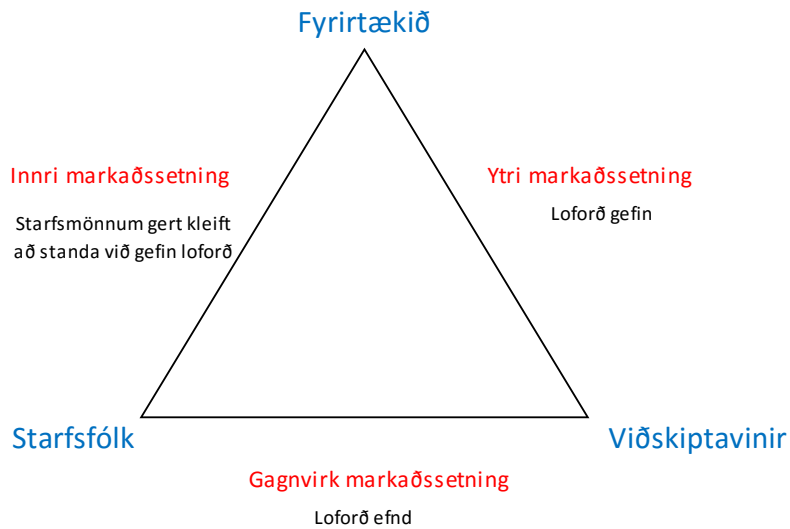 Fyrirtækið
Innri markaðssetning
Starfsmönnum gert kleift
að standa við gefin loforð
Ytri markaðssetning
Loforð gefin
Starfsfólk
Viðskiptavinir
Gagnvirk markaðssetning
Loforð efnd